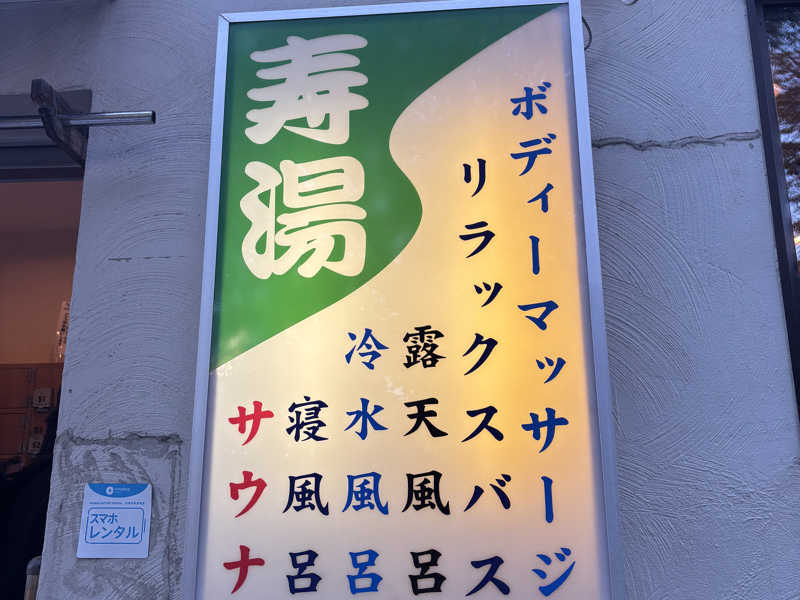 寿湯
ボディーマッサージ
リラックスバス
露天風呂
冷水風呂
寝風呂
サウナ
スマホ
レンタル